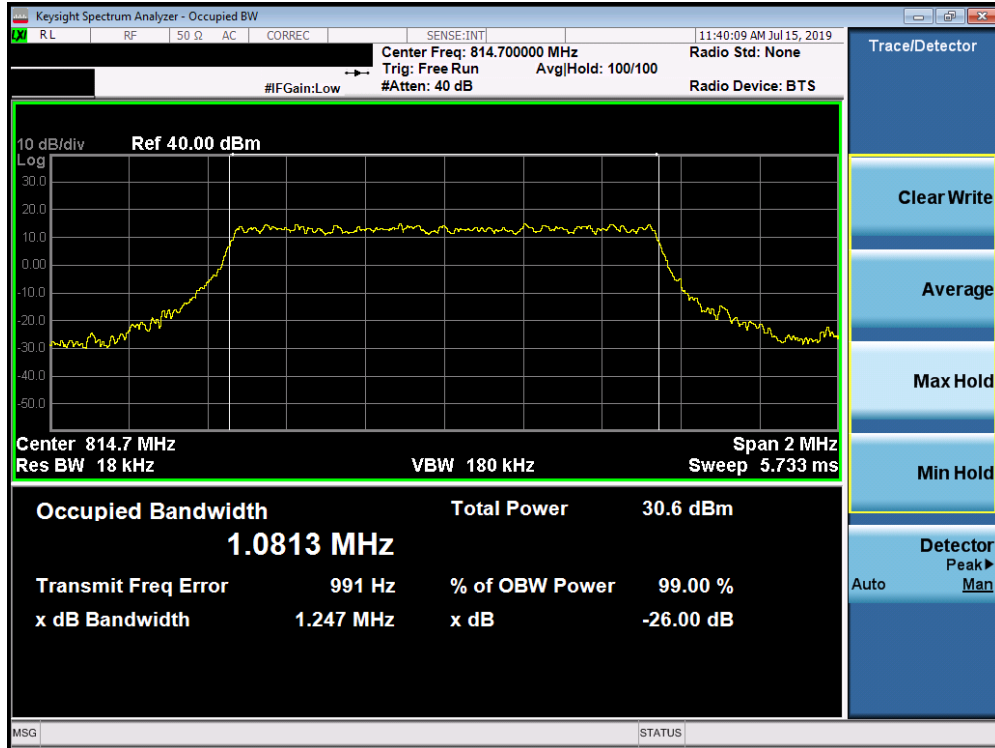 Keysight Spectrum Analyzer - Occupied BW
LXI RL RF 50 Ω AC CORREC SENSE:INT 11:40:09 AM Jul 15, 2019
Center Freq: 814.700000 MHz Radio Std: None
Trig: Free Run Avg|Hold: 100/100
#IFGain:Low #Atten: 40 dB Radio Device: BTS
10 dB/div Ref 40.00 dBm
Log
30.0
20.0
10.0
0.00
-10.0
-20.0
-30.0
-40.0
-50.0
Center 814.7 MHz Span 2 MHz
Res BW 18 kHz VBW 180 kHz Sweep 5.733 ms
Occupied Bandwidth Total Power 30.6 dBm
1.0813 MHz
Transmit Freq Error 991 Hz % of OBW Power 99.00 %
x dB Bandwidth 1.247 MHz x dB -26.00 dB
MSG STATUS
Trace/Detector
Clear Write
Average
Max Hold
Min Hold
Detector
Peak▶
Auto Man